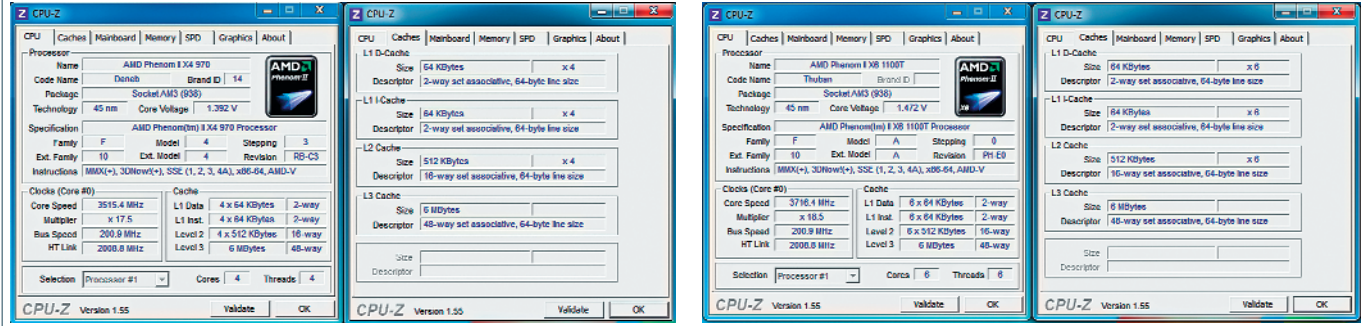 CPU-Z
CPU Caches Mainboard Memory SPD Graphics About
Processor
Name AMD Phenom II X4 970
Code Name Deneb Brand ID 14
Package Socket AM3 (938)
Technology 45 nm Core Voltage 1.392 V
AMD
Phenom II
Specification AMD Phenom(tm) II X4 970 Processor
Family F Model 4 Stepping 3
Ext. Family 10 Ext. Model 4 Revision RB-C3
Instructions MMX(+), 3DNow!(+), SSE (1, 2, 3, 4A), x86-64, AMD-V
Clocks (Core #0) Cache
Core Speed 3515.4 MHz L1 Data 4 x 64 KBytes 2-way
Multiplier x 17.5 L1 Inst. 4 x 64 KBytes 2-way
Bus Speed 200.9 MHz Level 2 4 x 512 KBytes 16-way
HT Link 2008.8 MHz Level 3 6 MBytes 48-way
Selection Processor #1 Cores 4 Threads 4
CPU-Z Version 1.55 Validate OK
CPU-Z
CPU Caches Mainboard Memory SPD Graphics About
L1 D-Cache
Size 64 KBytes x 4
Descriptor 2-way set associative, 64-byte line size
L1 I-Cache
Size 64 KBytes x 4
Descriptor 2-way set associative, 64-byte line size
L2 Cache
Size 512 KBytes x 4
Descriptor 16-way set associative, 64-byte line size
L3 Cache
Size 6 MBytes
Descriptor 48-way set associative, 64-byte line size
Size
Descriptor
CPU-Z Version 1.55 Validate OK
CPU-Z
CPU Caches Mainboard Memory SPD Graphics About
Processor
Name AMD Phenom II X6 1100T
Code Name Thuban Brand ID
Package Socket AM3 (938)
Technology 45 nm Core Voltage 1.472 V
AMD
Phenom II
X6
Specification AMD Phenom(tm) II X6 1100T Processor
Family F Model A Stepping 0
Ext. Family 10 Ext. Model A Revision PH-E0
Instructions MMX(+), 3DNow!(+), SSE (1, 2, 3, 4A), x86-64, AMD-V
Clocks (Core #0) Cache
Core Speed 3716.4 MHz L1 Data 6 x 64 KBytes 2-way
Multiplier x 18.5 L1 Inst. 6 x 64 KBytes 2-way
Bus Speed 200.9 MHz Level 2 6 x 512 KBytes 16-way
HT Link 2008.8 MHz Level 3 6 MBytes 48-way
Selection Processor #1 Cores 6 Threads 6
CPU-Z Version 1.55 Validate OK
CPU-Z
CPU Caches Mainboard Memory SPD Graphics About
L1 D-Cache
Size 64 KBytes x 6
Descriptor 2-way set associative, 64-byte line size
L1 I-Cache
Size 64 KBytes x 6
Descriptor 2-way set associative, 64-byte line size
L2 Cache
Size 512 KBytes x 6
Descriptor 16-way set associative, 64-byte line size
L3 Cache
Size 6 MBytes
Descriptor 48-way set associative, 64-byte line size
Size
Descriptor
CPU-Z Version 1.55 Validate OK